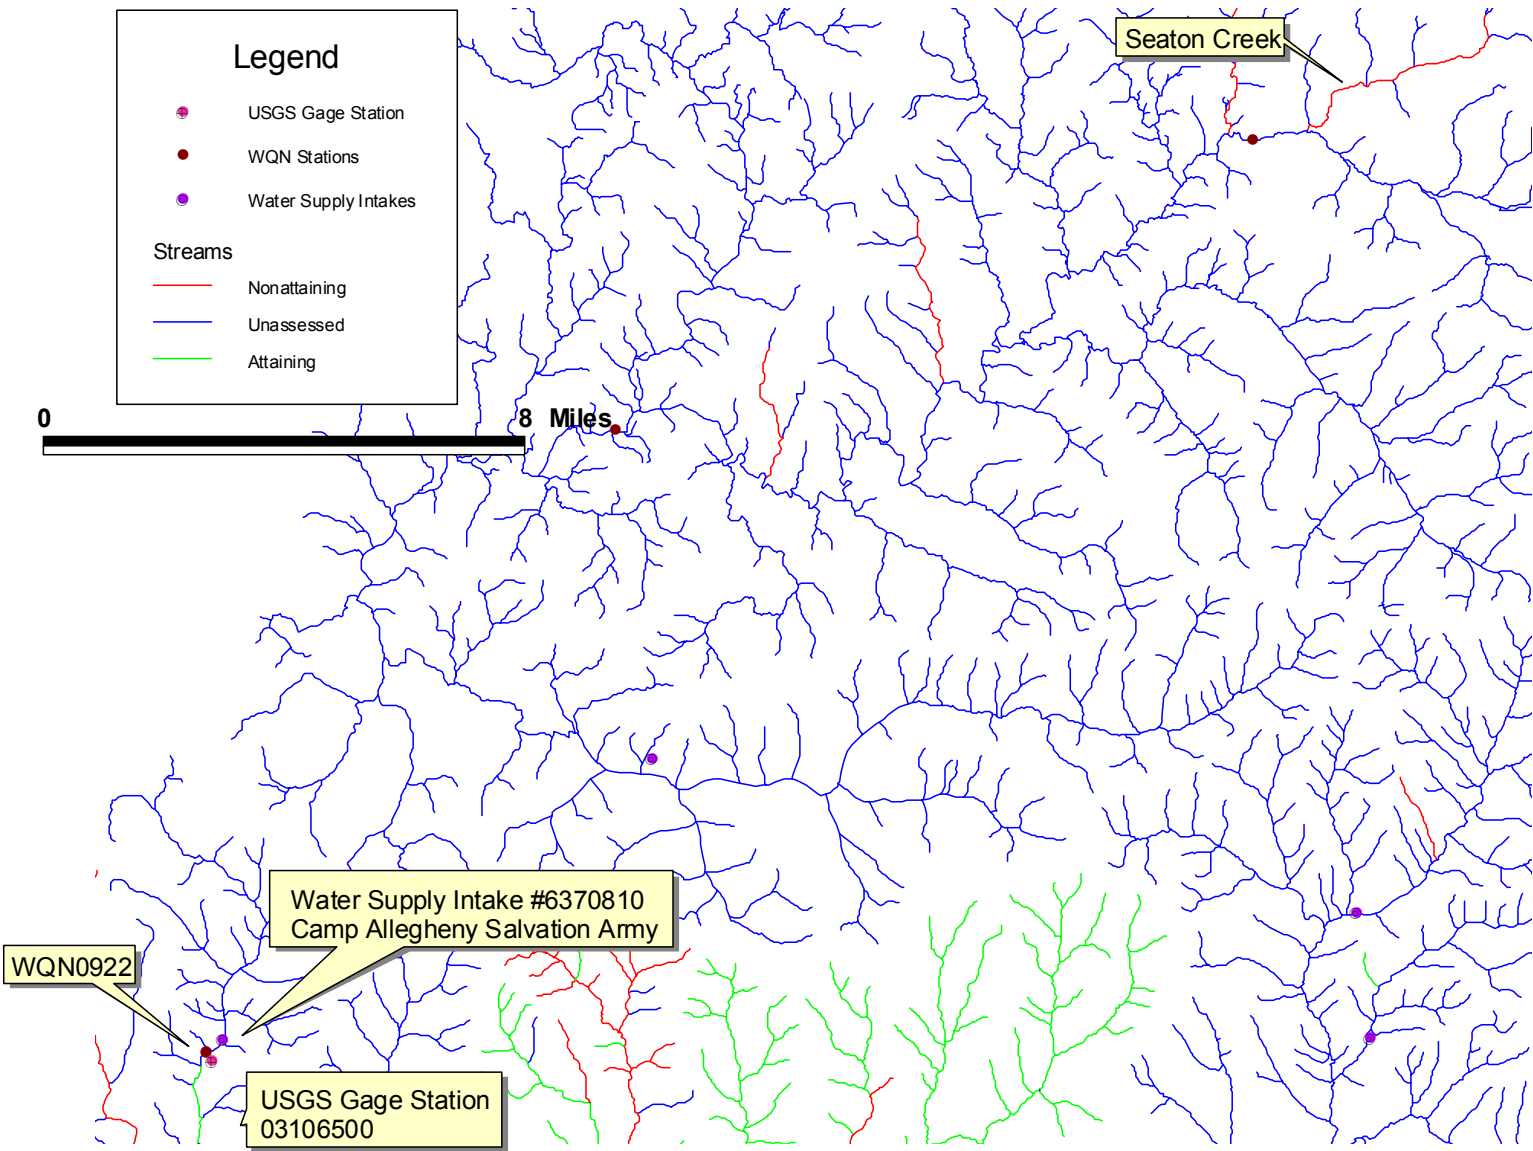 Legend
USGS Gage Station
WQN Stations
Water Supply Intakes
Streams
Nonattaining
Unassessed
Attaining
Seaton Creek
0 8 Miles
Water Supply Intake #6370810
Camp Allegheny Salvation Army
WQN0922
USGS Gage Station
03106500